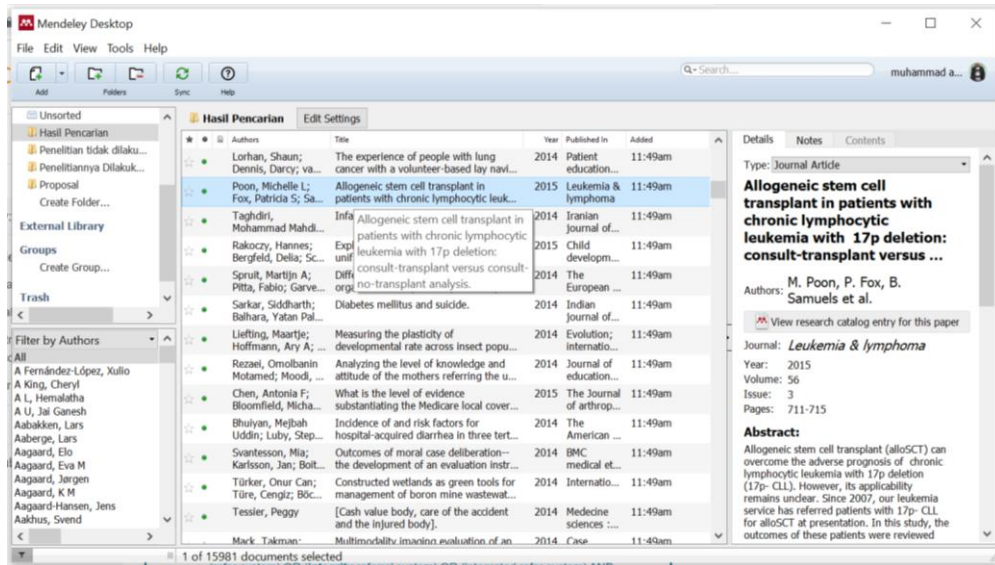 Mendeley Desktop
File Edit View Tools Help
Add
Folders
Sync
Help
Search...
muhammad a...
Unsorted
Hasil Pencarian
Penelitian tidak dilaku...
Penelitiannya Dilakuk...
Proposal
Create Folder...
External Library
Groups
Create Group...
Trash
Filter by Authors
All
A Fernández-López, Xulio
A King, Cheryl
A L, Hemalatha
A U, Jai Ganesh
Aabakken, Lars
Aaberge, Lars
Aagaard, Elo
Aagaard, Eva M
Aagaard, Jørgen
Aagaard, K M
Aagaard-Hansen, Jens
Aakhus, Svend
Hasil Pencarian Edit Settings
Authors Title Year Published In Added
Lorhan, Shaun; The experience of people with lung 2014 Patient 11:49am
Dennis, Darcy; va... cancer with a volunteer-based lay navi... education...
Poon, Michelle L; Allogeneic stem cell transplant in 2015 Leukemia & 11:49am
Fox, Patricia S; Sa... patients with chronic lymphocytic leuk... lymphoma
Taghdiri, Infa 2014 Iranian 11:49am
Mohammad Mahdi... journal of...
Rakoczy, Hannes; Expl 2015 Child 11:49am
Bergfeld, Delia; Sc... unif developm...
Spruit, Martijn A; Diff 2014 The 11:49am
Pitta, Fabio; Garve... orga European ...
Allogeneic stem cell transplant in
patients with chronic lymphocytic
leukemia with 17p deletion:
consult-transplant versus consult-
no-transplant analysis.
Sarkar, Siddharth; Diabetes mellitus and suicide. 2014 Indian 11:49am
Balhara, Yatan Pal... journal of...
Liefting, Maartje; Measuring the plasticity of 2014 Evolution; 11:49am
Hoffmann, Ary A; ... developmental rate across insect popu... internatio...
Rezaei, Omolbanin Analyzing the level of knowledge and 2014 Journal of 11:49am
Motamed; Moodi, ... attitude of the mothers referring the u... education...
Chen, Antonia F; What is the level of evidence 2015 The Journal 11:49am
Bloomfield, Micha... substantiating the Medicare local cover... of arthrop...
Bhuiyan, Mejbah Incidence of and risk factors for 2014 The 11:49am
Uddin; Luby, Step... hospital-acquired diarrhea in three tert... American ...
Svantesson, Mia; Outcomes of moral case deliberation-- 2014 BMC 11:49am
Karlsson, Jan; Boit... the development of an evaluation instr... medical et...
Türker, Onur Can; Constructed wetlands as green tools for 2014 Internatio... 11:49am
Türe, Cengiz; Böc... management of boron mine wastewat...
Tessier, Peggy [Cash value body, care of the accident 2014 Medecine 11:49am
and the injured body]. sciences :...
Mack, Takman; Multimodality imaging evaluation of an 2014 Case 11:49am
1 of 15981 documents selected
Details Notes Contents
Type: Journal Article
Allogeneic stem cell
transplant in patients with
chronic lymphocytic
leukemia with 17p deletion:
consult-transplant versus ...
Authors: M. Poon, P. Fox, B.
Samuels et al.
View research catalog entry for this paper
Journal: Leukemia & lymphoma
Year: 2015
Volume: 56
Issue: 3
Pages: 711-715
Abstract:
Allogeneic stem cell transplant (alloSCT) can
overcome the adverse prognosis of chronic
lymphocytic leukemia with 17p deletion
(17p- CLL). However, its applicability
remains unclear. Since 2007, our leukemia
service has referred patients with 17p- CLL
for alloSCT at presentation. In this study, the
outcomes of these patients were reviewed